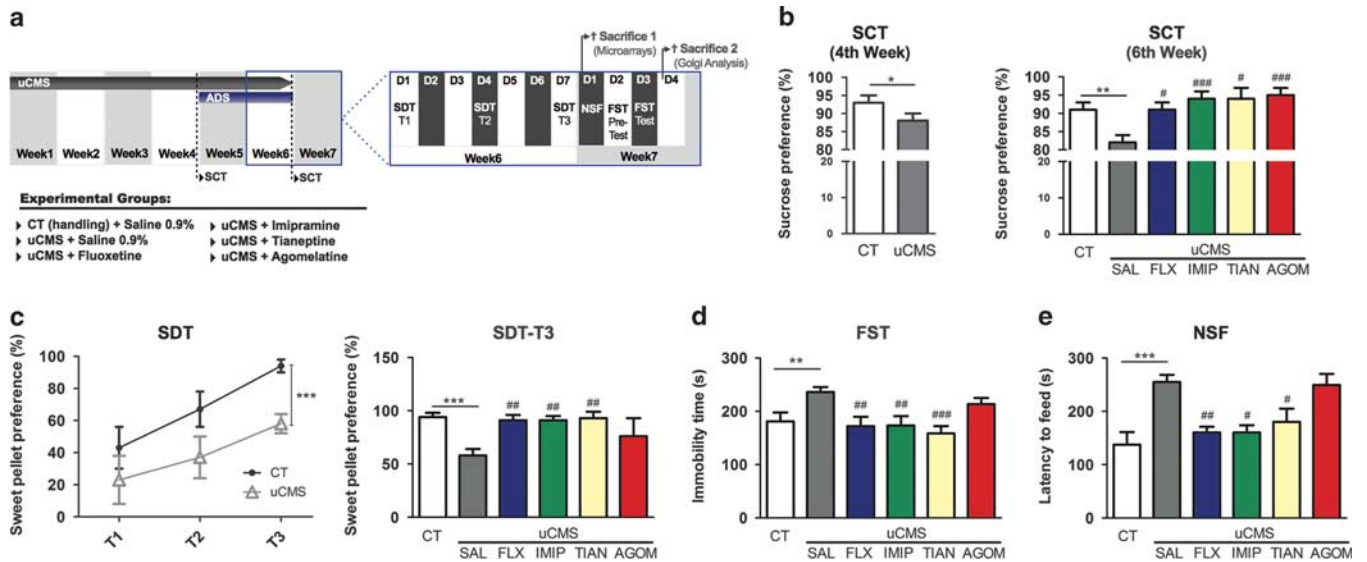 a
† Sacrifice 1
(Microarrays)
† Sacrifice 2
(Golgi Analysis)
uCMS
ADS
Week1 Week2 Week3 Week4 Week5 Week6 Week7
SCT SCT
D1 D2 D3 D4 D5 D6 D7 D1 D2 D3 D4
SDT T1
SDT T2
SDT T3
NSF
FST Pre-Test
FST Test
Week6 Week7
Experimental Groups:
CT (handling) + Saline 0.9%
uCMS + Saline 0.9%
uCMS + Fluoxetine
uCMS + Imipramine
uCMS + Tianeptine
uCMS + Agomelatine
b
SCT
(4th Week)
Sucrose preference (%)
100
95
90
85
80
20
10
0
*
CT uCMS
SCT
(6th Week)
Sucrose preference (%)
100
95
90
85
80
20
10
0
** # ### # ###
CT
uCMS
SAL FLX IMIP TIAN AGOM
c
SDT
Sweet pellet preference (%)
100
80
60
40
20
0
***
CT
uCMS
T1 T2 T3
SDT-T3
Sweet pellet preference (%)
150
100
50
0
*** ## ## ##
CT
uCMS
SAL FLX IMIP TIAN AGOM
d
FST
Immobility time (s)
300
200
100
0
** ## ## ###
CT
uCMS
SAL FLX IMIP TIAN AGOM
e
NSF
Latency to feed (s)
300
200
100
0
*** ## # #
CT
uCMS
SAL FLX IMIP TIAN AGOM